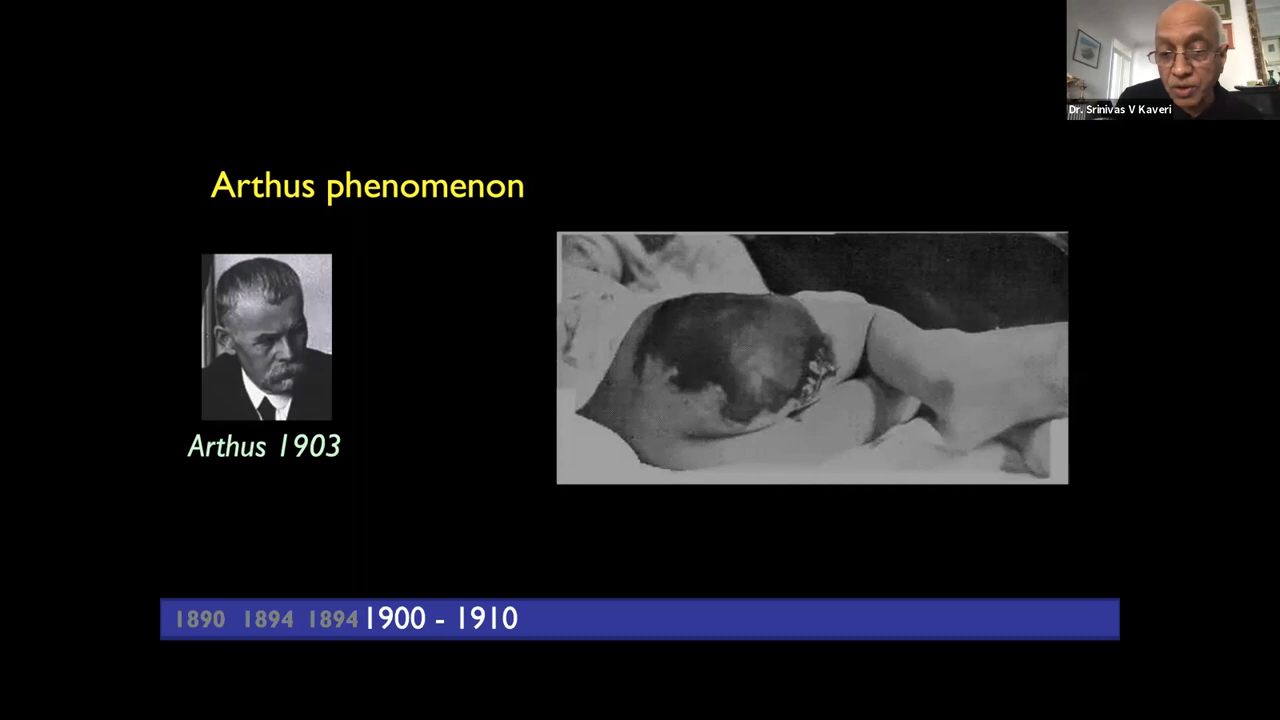 Dr. Srinivas V Kaveri
Arthus phenomenon
Arthus 1903
1890 1894 1894 1900 - 1910